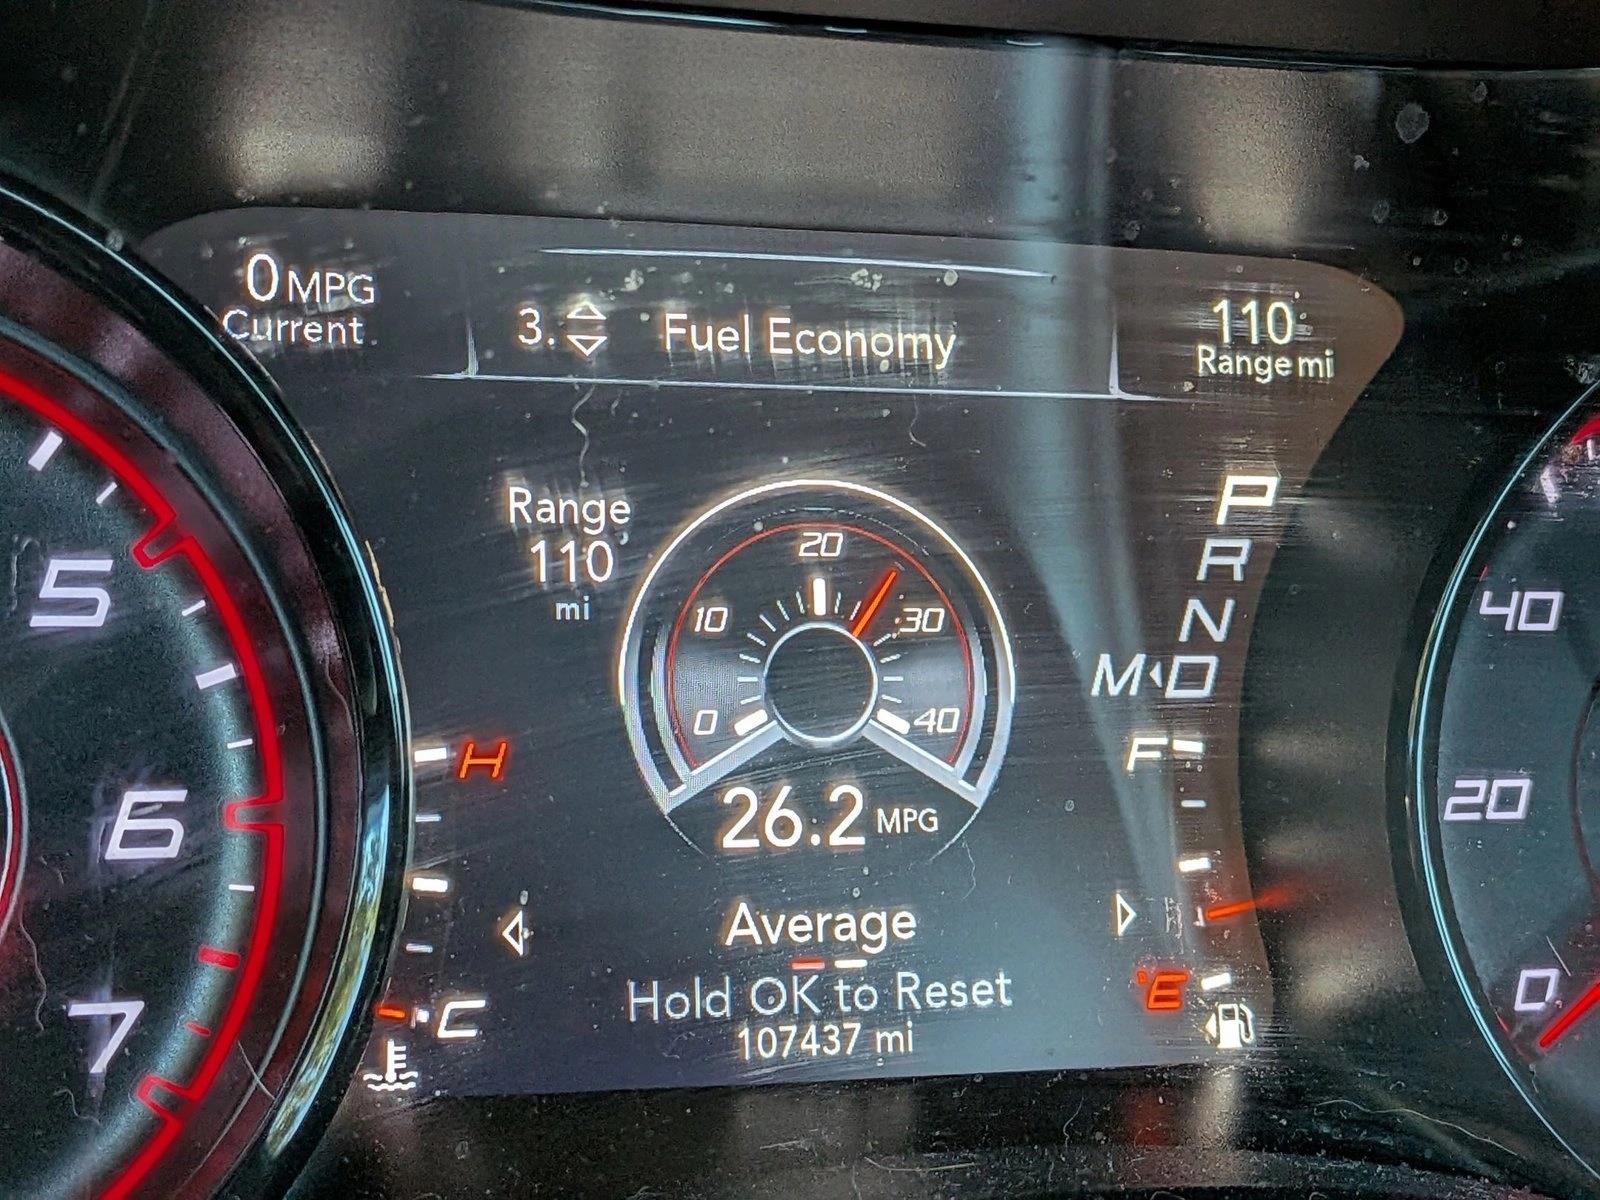 0 MPG
Current
3. Fuel Economy
110
Range mi
Range
110
mi
0 10 20 30 40
26.2 MPG
Average
Hold OK to Reset
107437 mi
P
R
N
M D
F
E
H
C
5
6
7
40
20
0